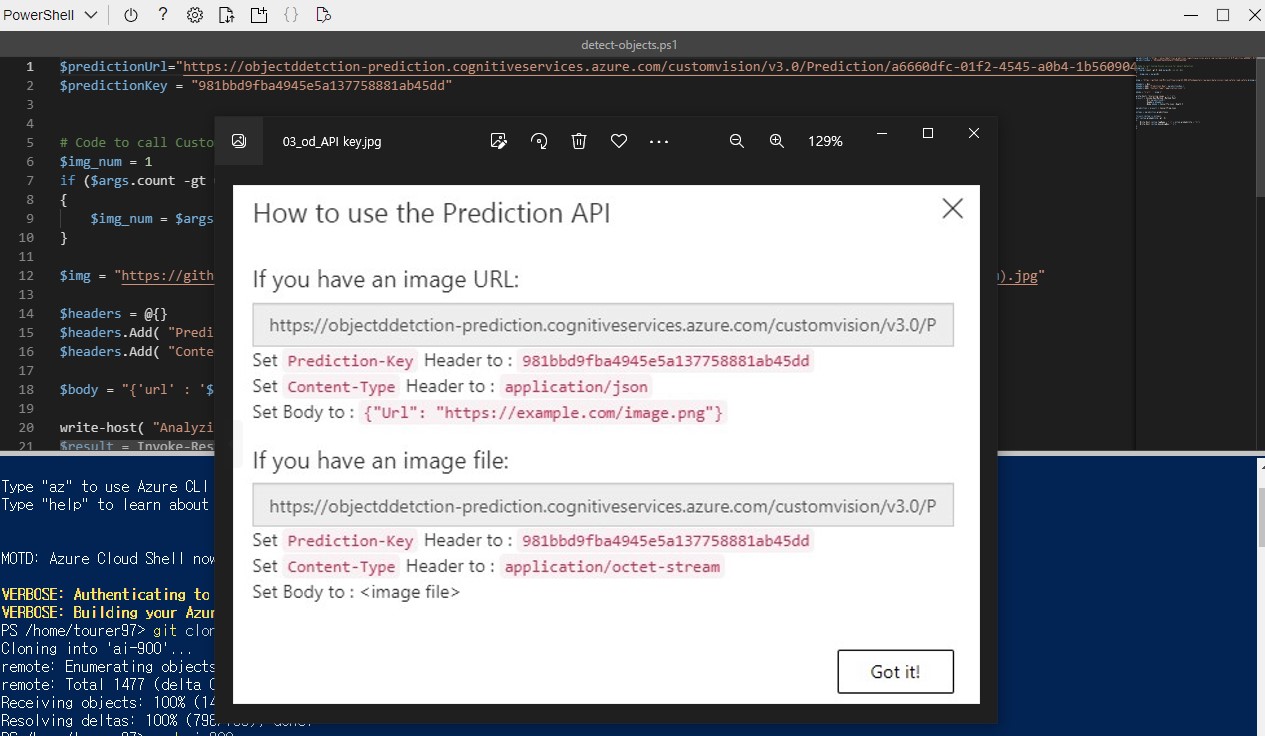 PowerShell
?
{}
detect-objects.ps1
1 $predictionUrl="https://objectddetction-prediction.cognitiveservices.azure.com/customvision/v3.0/Prediction/a6660dfc-01f2-4545-a0b4-1b560904
2 $predictionKey = "981bbd9fba4945e5a137758881ab45dd"
3
4
5 # Code to call Custo
6 $img_num = 1
7 if ($args.count -gt
8 {
9 $img_num = $args
10 }
11
12 $img = "https://gith ).jpg"
13
14 $headers = @{}
15 $headers.Add( "Predi
16 $headers.Add( "Conte
17
18 $body = "{'url' : '$
19
20 write-host( "Analyzi
21 $result = Invoke-Res
03_od_API key.jpg
129%
How to use the Prediction API
If you have an image URL:
https://objectddetction-prediction.cognitiveservices.azure.com/customvision/v3.0/P
Set Prediction-Key Header to : 981bbd9fba4945e5a137758881ab45dd
Set Content-Type Header to : application/json
Set Body to : {"Url": "https://example.com/image.png"}
If you have an image file:
https://objectddetction-prediction.cognitiveservices.azure.com/customvision/v3.0/P
Set Prediction-Key Header to : 981bbd9fba4945e5a137758881ab45dd
Set Content-Type Header to : application/octet-stream
Set Body to : <image file>
Got it!
Type "az" to use Azure CLI
Type "help" to learn about
MOTD: Azure Cloud Shell now
VERBOSE: Authenticating to
VERBOSE: Building your Azur
PS /home/tourer97> git clon
Cloning into 'ai-900'...
remote: Enumerating objects
remote: Total 1477 (delta 0
Receiving objects: 100% (14
Resolving deltas: 100% (798